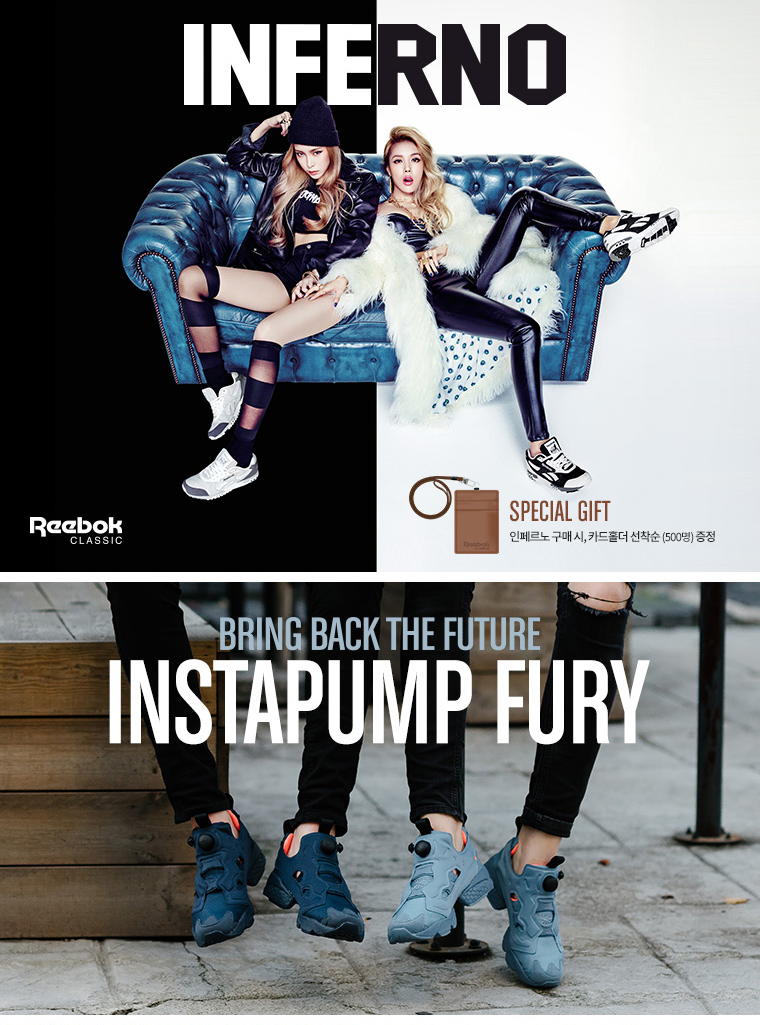 INFERNO
Reebok
CLASSIC
Reebok
SPECIAL GIFT
인페르노 구매 시, 카드홀더 선착순 (500명) 증정
BRING BACK THE FUTURE
INSTAPUMP FURY